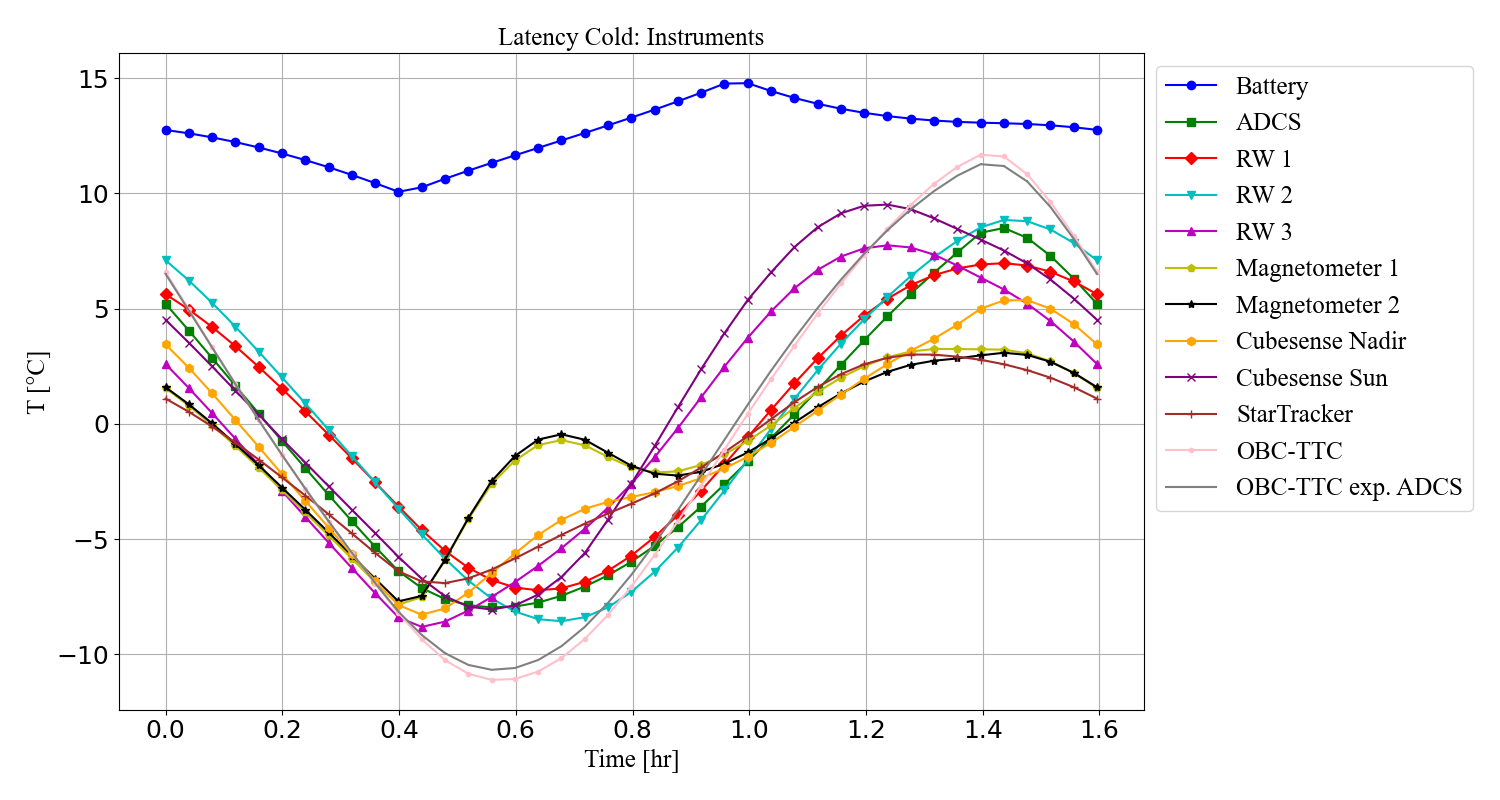 Latency Cold: Instruments
T [°C]
15
10
5
0
−5
−10
0.0 0.2 0.4 0.6 0.8 1.0 1.2 1.4 1.6
Time [hr]
Battery
ADCS
RW 1
RW 2
RW 3
Magnetometer 1
Magnetometer 2
Cubesense Nadir
Cubesense Sun
StarTracker
OBC-TTC
OBC-TTC exp. ADCS